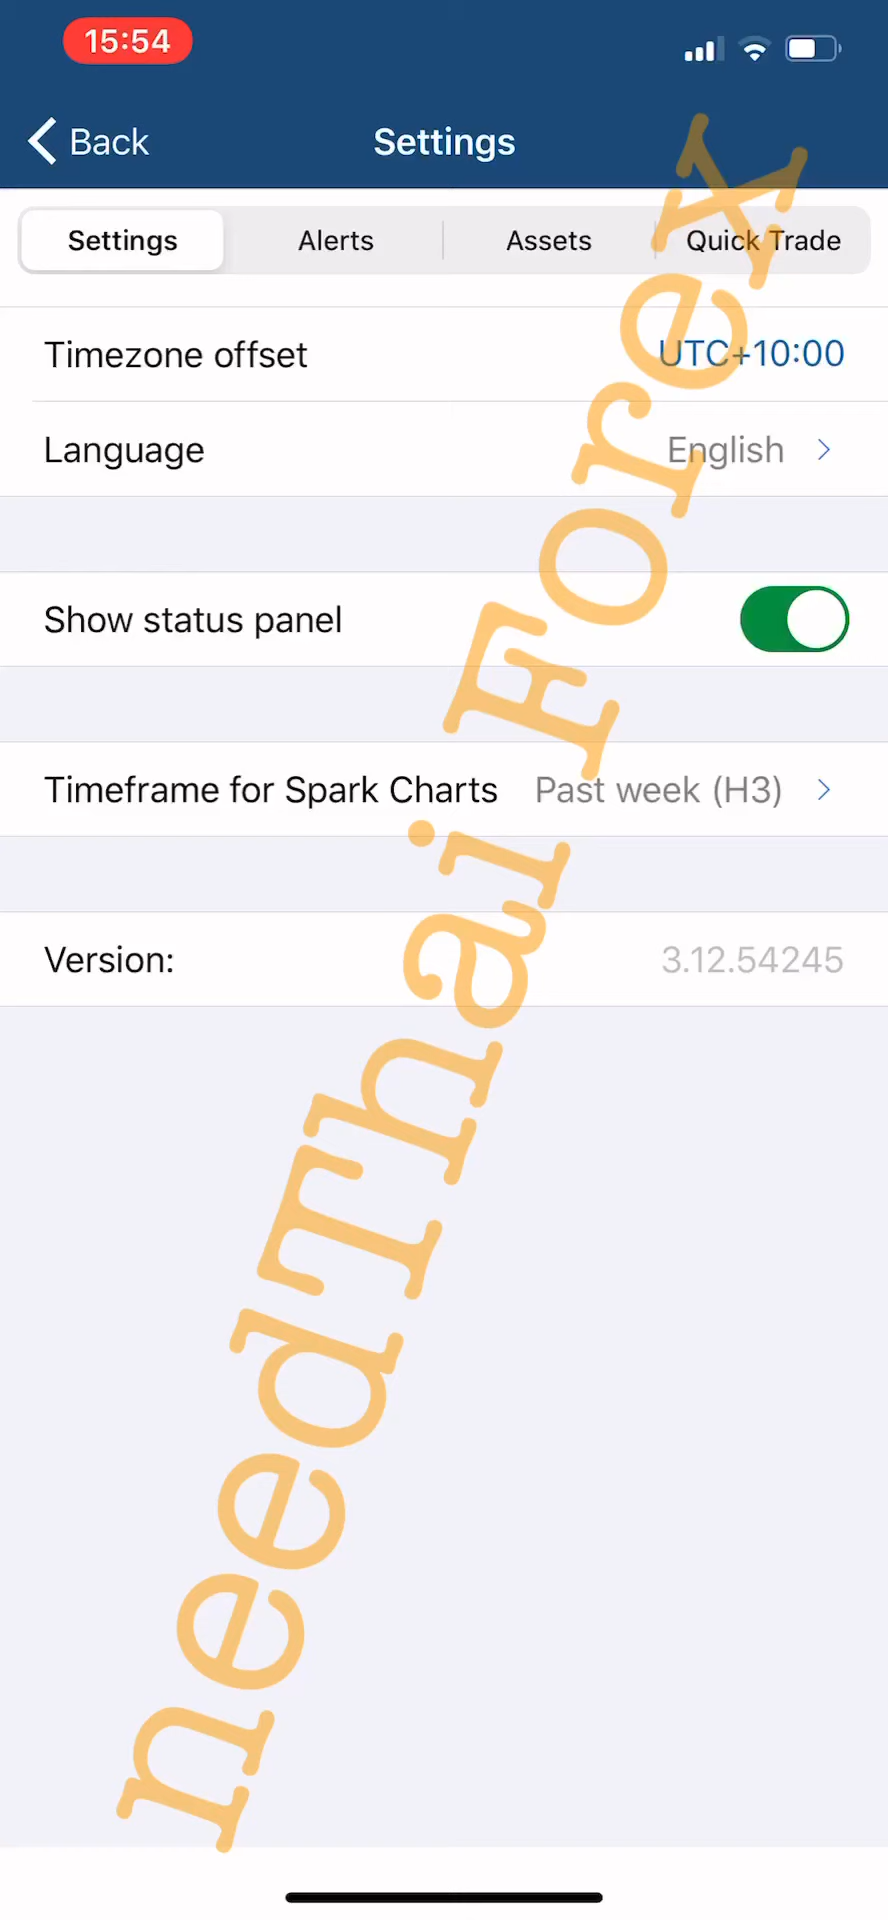 15:54
Back
Settings
Settings
Alerts
Assets
Quick Trade
Timezone offset
UTC+10:00
Language
English
Show status panel
Timeframe for Spark Charts
Past week (H3)
Version:
3.12.54245
needThai Forex